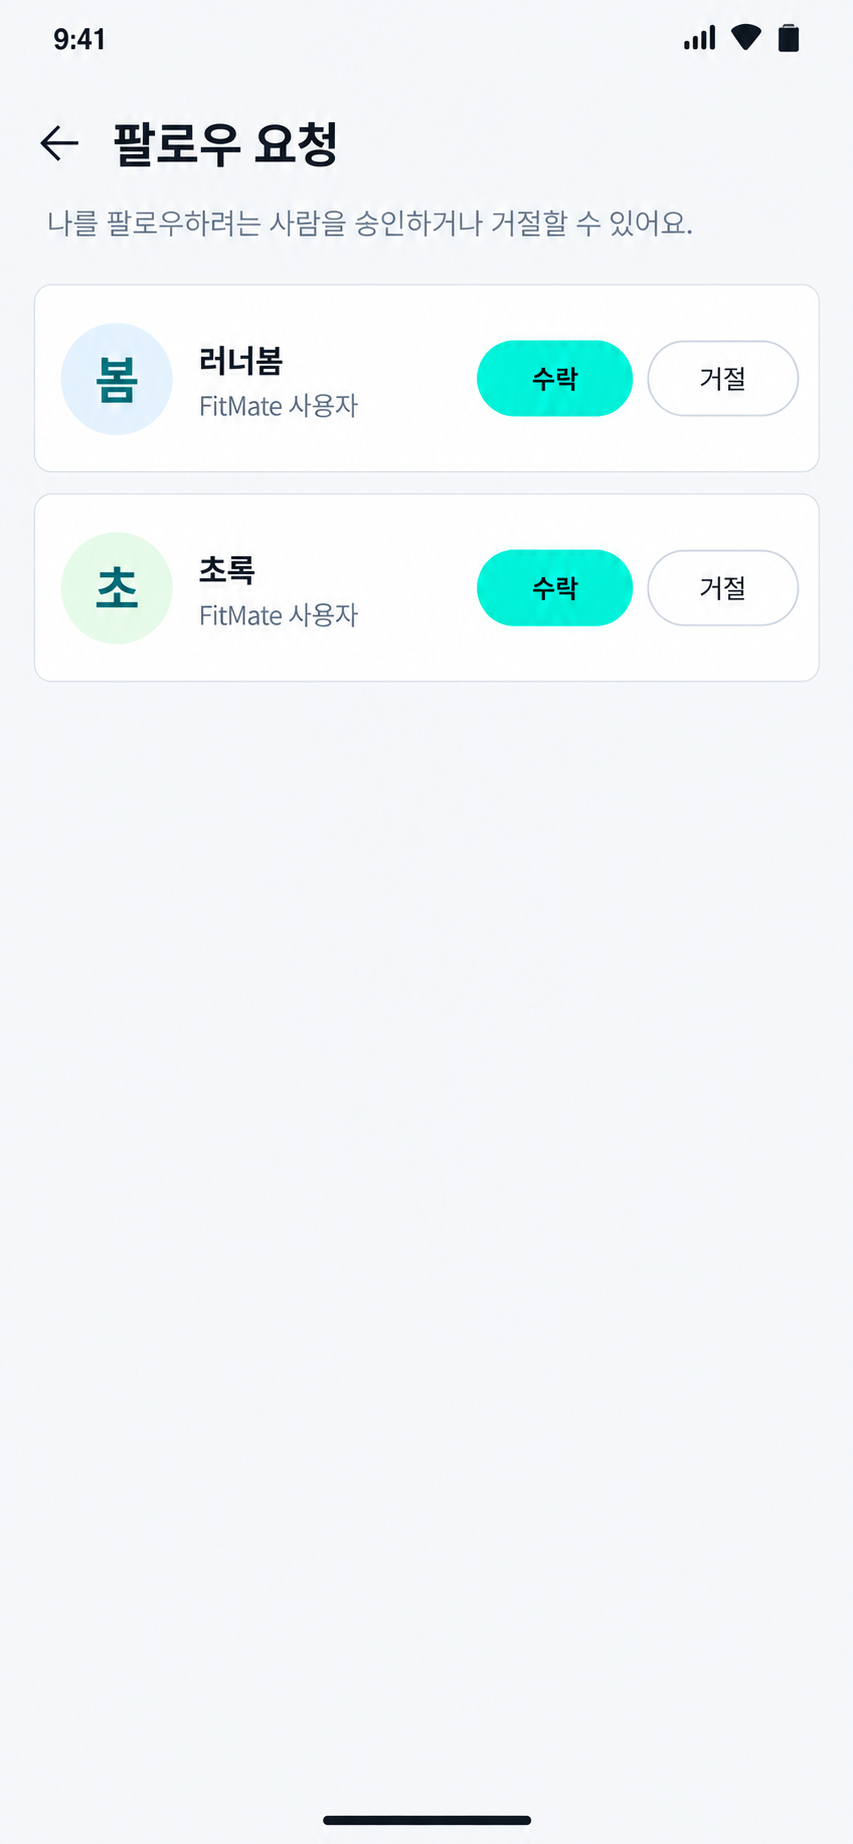 9:41
팔로우 요청
나를 팔로우하려는 사람을 송인하거나 거절할 수 있어요.
봄
러너봄
FitMate 사용자
수락
거절
초
초록
FitMate 사용자
수락
거절